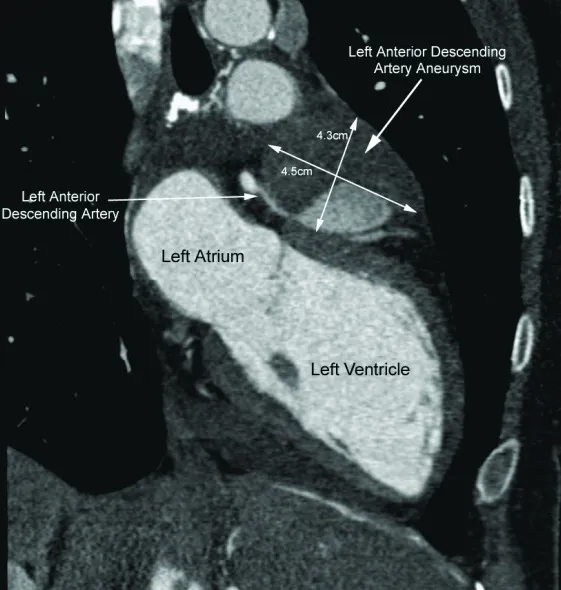 Left Anterior Descending
Artery Aneurysm
4.3cm
4.5cm
Left Anterior
Descending Artery
Left Atrium
Left Ventricle